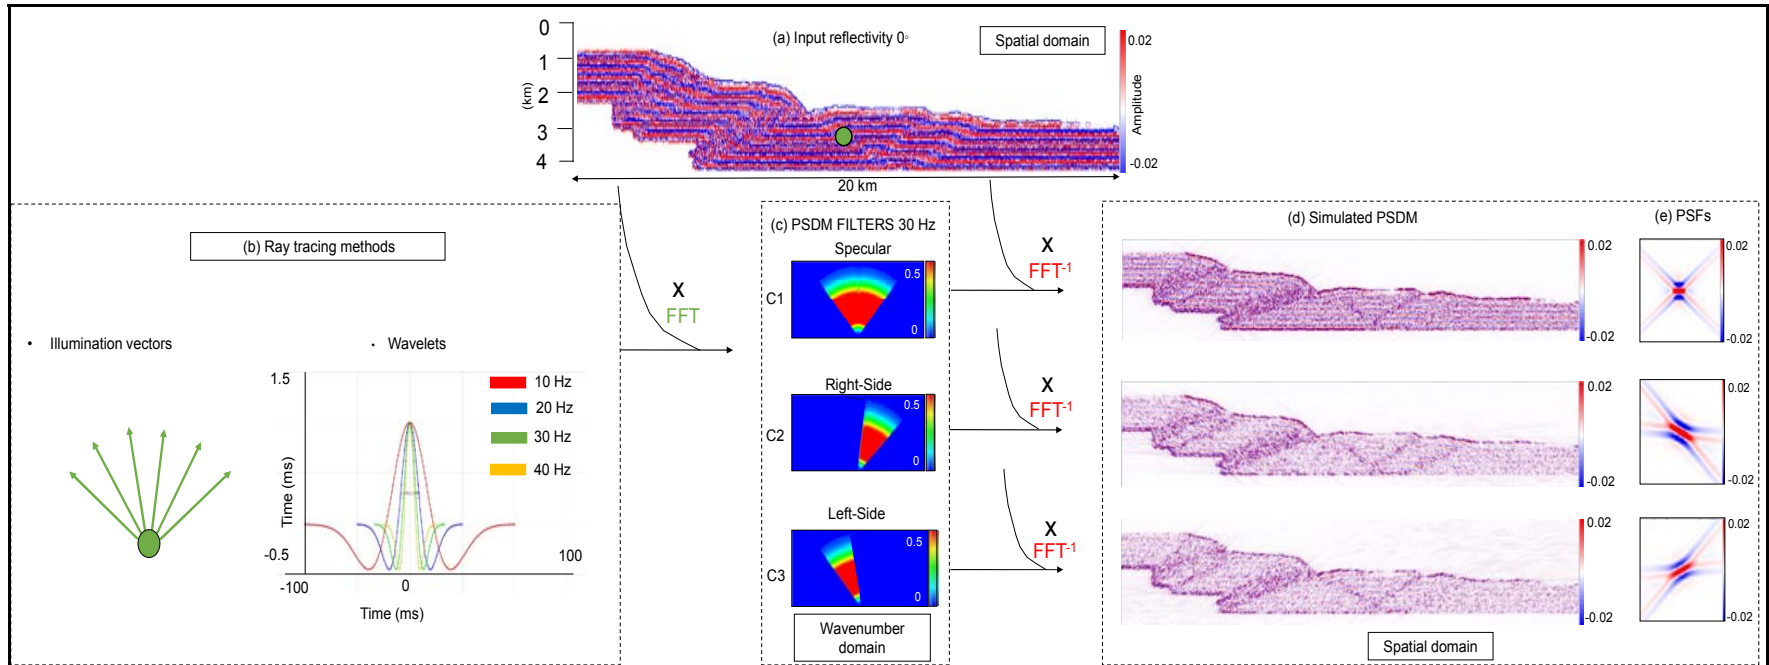 (a) Input reflectivity 0°
Spatial domain
0
1
2
3
4
(km)
20 km
0.02
Amplitude
-0.02
(b) Ray tracing methods
• Illumination vectors
• Wavelets
1.5
Time (ms)
-0.5
-100
0
100
Time (ms)
10 Hz
20 Hz
30 Hz
40 Hz
X
FFT
(c) PSDM FILTERS 30 Hz
Specular
C1
0.5
0
Right-Side
C2
0.5
0
Left-Side
C3
0.5
0
Wavenumber
domain
X
FFT-1
X
FFT-1
X
FFT-1
(d) Simulated PSDM
0.02
-0.02
0.02
-0.02
0.02
-0.02
(e) PSFs
0.02
-0.02
0.02
-0.02
0.02
-0.02
Spatial domain